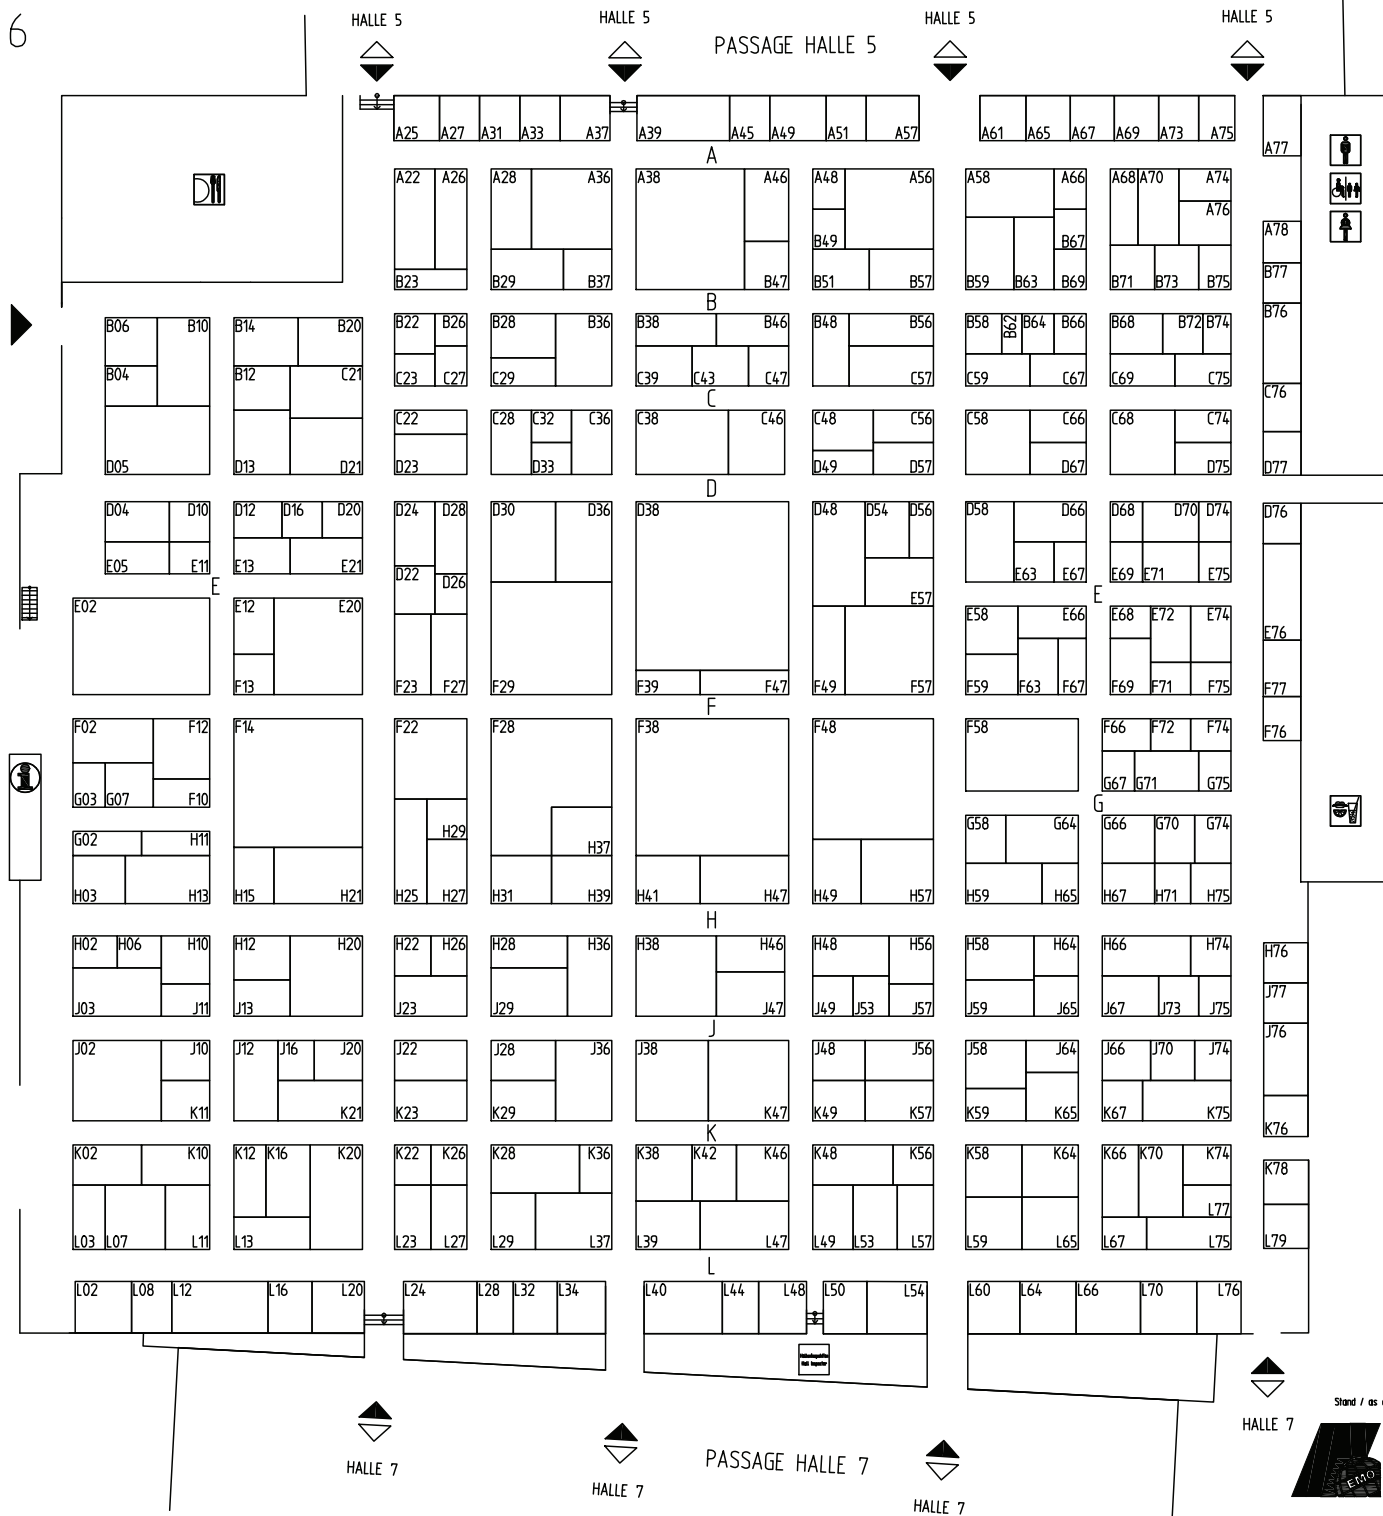 6
HALLE 5 HALLE 5 HALLE 5 HALLE 5
PASSAGE HALLE 5
A25 A27 A31 A33 A37 A39 A45 A49 A51 A57 A61 A65 A67 A69 A73 A75
A77
A
A22 A26 A28 A36 A38 A46 A48 A56 A58 A66 A68 A70 A74
A76
A78
B49 B67
B77
B23 B29 B37 B47 B51 B57 B59 B63 B69 B71 B73 B75
B
B76
B06 B10 B14 B20 B22 B26 B28 B36 B38 B46 B48 B56 B58 B62 B64 B66 B68 B72 B74
B04 B12 C21 C23 C27 C29 C39 C43 C47 C57 C59 C67 C69 C75
C76
C
C22 C28 C32 C36 C38 C46 C48 C56 C58 C66 C68 C74
D05 D13 D21 D23 D33 D49 D57 D67 D75 D77
D
D04 D10 D12 D16 D20 D24 D28 D30 D36 D38 D48 D54 D56 D58 D66 D68 D70 D74 D76
E05 E11 E13 E21 D22 D26 E63 E67 E69 E71 E75
E E
E57
E02 E12 E20 E58 E66 E68 E72 E74
E76
F13 F23 F27 F29 F39 F47 F49 F57 F59 F63 F67 F69 F71 F75 F77
F
F02 F12 F14 F22 F28 F38 F48 F58 F66 F72 F74 F76
G03 G07 F10 G67 G71 G75
G
G02 H11 H29 H37 G58 G64 G66 G70 G74
H03 H13 H15 H21 H25 H27 H31 H39 H41 H47 H49 H57 H59 H65 H67 H71 H75
H
H02 H06 H10 H12 H20 H22 H26 H28 H36 H38 H46 H48 H56 H58 H64 H66 H74 H76
J77
J03 J11 J13 J23 J29 J47 J49 J53 J57 J59 J65 J67 J73 J75
J
J76
J02 J10 J12 J16 J20 J22 J28 J36 J38 J48 J56 J58 J64 J66 J70 J74
K11 K21 K23 K29 K47 K49 K57 K59 K65 K67 K75 K76
K
K02 K10 K12 K16 K20 K22 K26 K28 K36 K38 K42 K46 K48 K56 K58 K64 K66 K70 K74 K78
L77
L03 L07 L11 L13 L23 L27 L29 L37 L39 L47 L49 L53 L57 L59 L65 L67 L75 L79
L
L02 L08 L12 L16 L20 L24 L28 L32 L34 L40 L44 L48 L50 L54 L60 L64 L66 L70 L76
Stand / as
HALLE 7
PASSAGE HALLE 7
HALLE 7 HALLE 7 HALLE 7
EMO